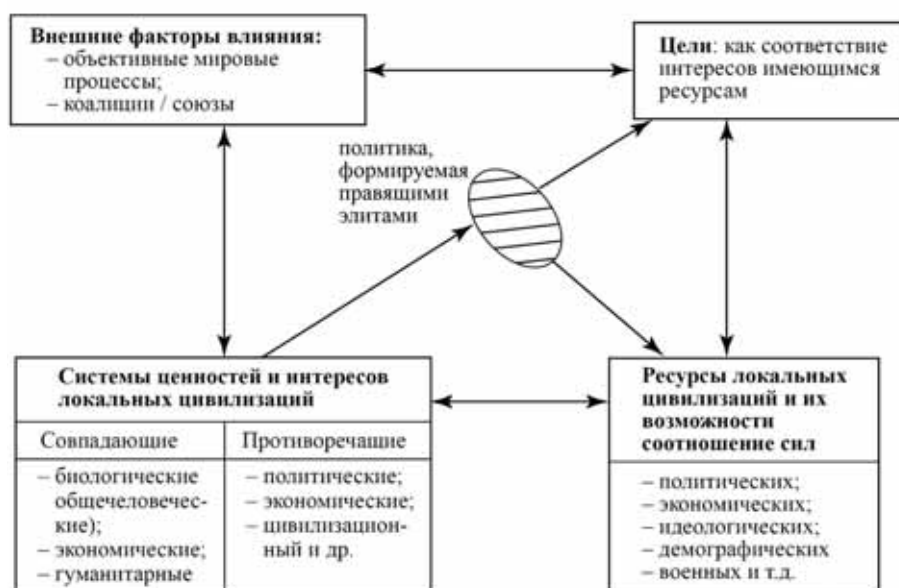 Внешние факторы влияния:
– объективные мировые
процессы;
– коалиции / союзы
Цели: как соответствие
интересов имеющимся
ресурсам
политика,
формируемая
правящими
элитами
Системы ценностей и интересов
локальных цивилизаций
Совпадающие
– биологические
общечеловечес-
кие);
– экономические;
– гуманитарные
Противоречащие
– политические;
– экономические;
– цивилизацион-
ный и др.
Ресурсы локальных
цивилизаций и их
возможности
соотношение сил
– политических;
– экономических;
– идеологических;
– демографических
– военных и т.д.